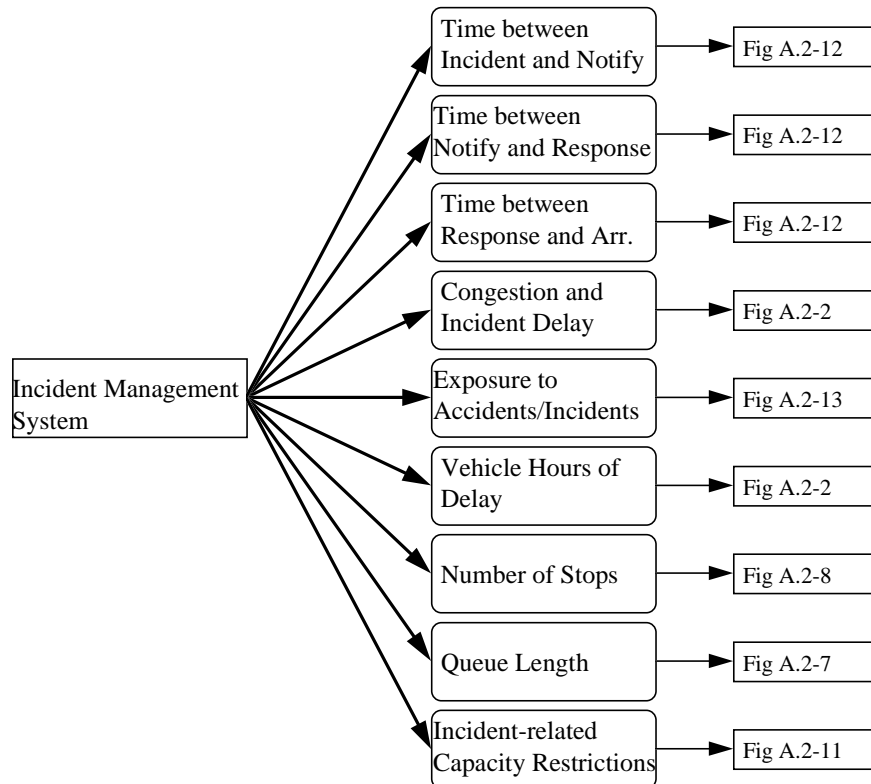 Time between
Incident and Notify
Fig A.2-12
Time between
Notify and Response
Fig A.2-12
Time between
Response and Arr.
Fig A.2-12
Congestion and
Incident Delay
Fig A.2-2
Incident Management
System
Exposure to
Accidents/Incidents
Fig A.2-13
Vehicle Hours of
Delay
Fig A.2-2
Number of Stops
Fig A.2-8
Queue Length
Fig A.2-7
Incident-related
Capacity Restrictions
Fig A.2-11